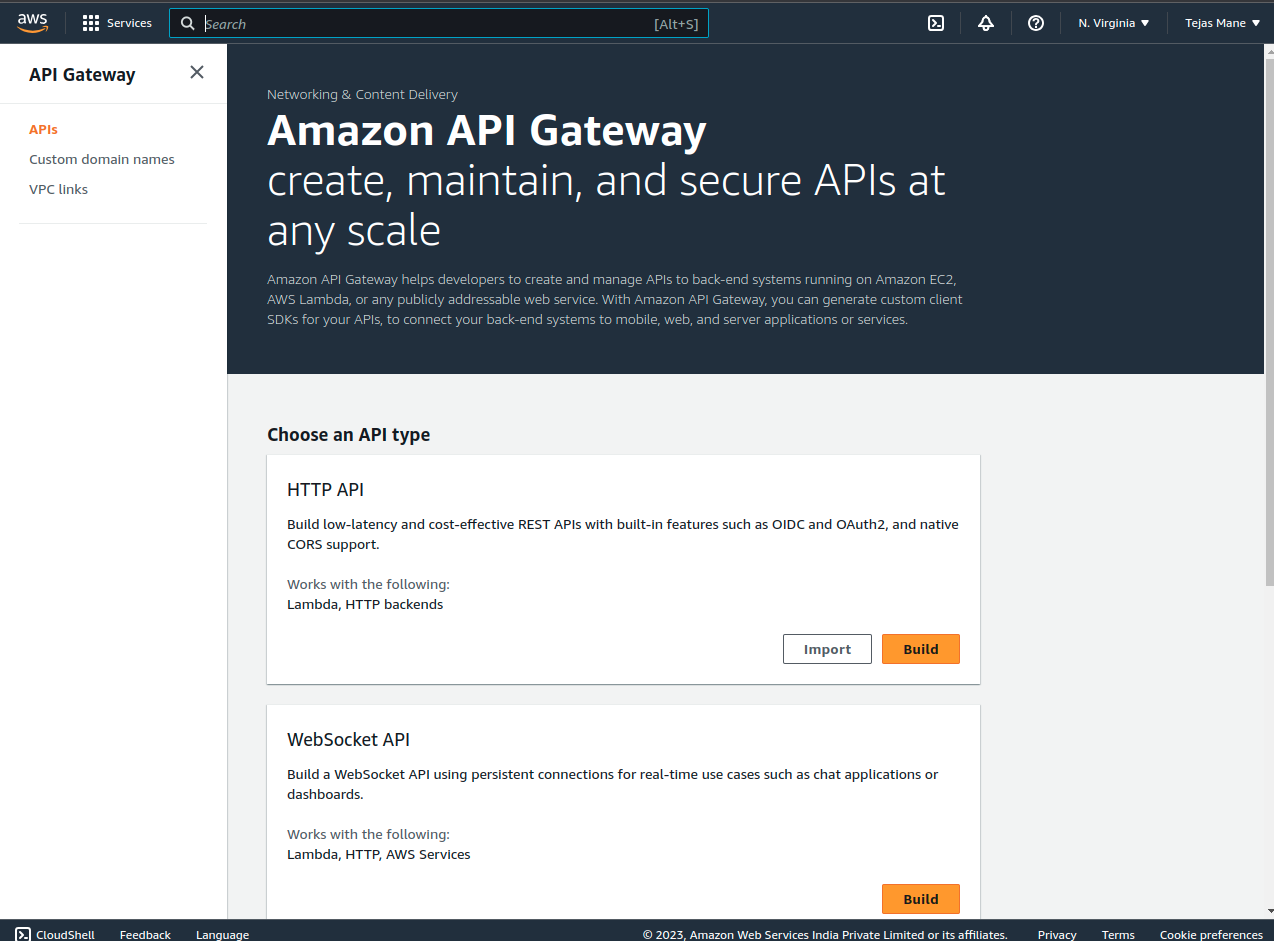 aws
Services
Search
[Alt+S]
N. Virginia
Tejas Mane
API Gateway
APIs
Custom domain names
VPC links
Networking & Content Delivery
Amazon API Gateway
create, maintain, and secure APIs at
any scale
Amazon API Gateway helps developers to create and manage APIs to back-end systems running on Amazon EC2,
AWS Lambda, or any publicly addressable web service. With Amazon API Gateway, you can generate custom client
SDKs for your APIs, to connect your back-end systems to mobile, web, and server applications or services.
Choose an API type
HTTP API
Build low-latency and cost-effective REST APIs with built-in features such as OIDC and OAuth2, and native
CORS support.
Works with the following:
Lambda, HTTP backends
Import
Build
WebSocket API
Build a WebSocket API using persistent connections for real-time use cases such as chat applications or
dashboards.
Works with the following:
Lambda, HTTP, AWS Services
Build
CloudShell
Feedback
Language
© 2023, Amazon Web Services India Private Limited or its affiliates.
Privacy
Terms
Cookie preferences